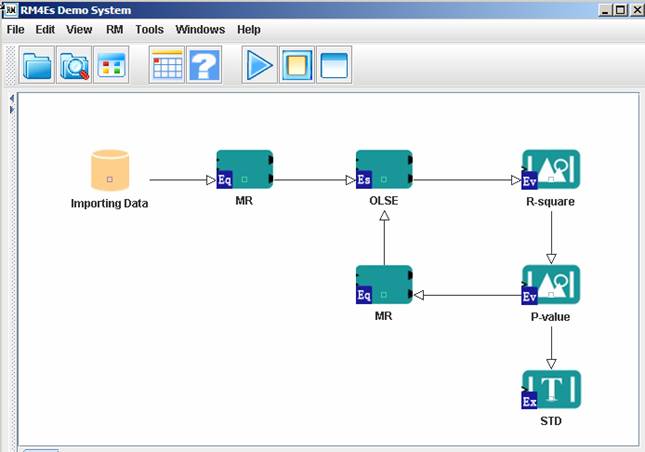 RM RM4Es Demo System
File Edit View RM Tools Windows Help
?
Eq Es Ev
Importing Data MR OLSE R-square
Eq Ev
MR P-value
T
Ex
STD